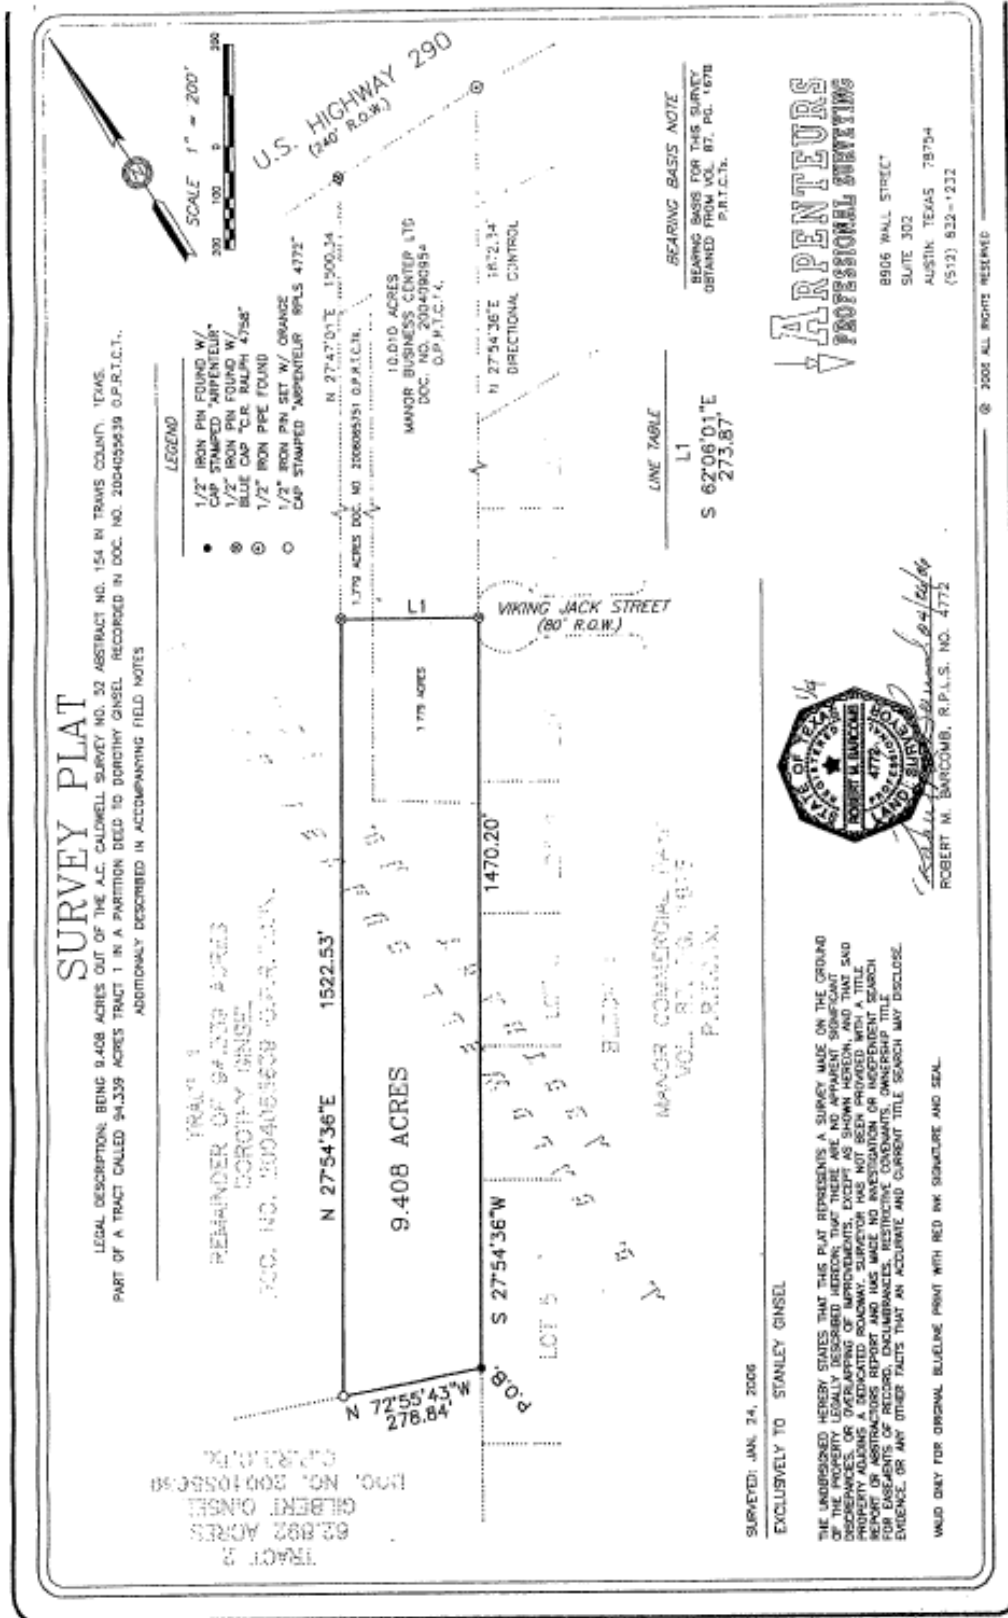 SURVEY PLAT
LEGAL DESCRIPTION: BEING 9.408 ACRES OUT OF THE A.C. CALDWELL SURVEY NO. 52 ABSTRACT NO. 154 IN TRAVIS COUNTY, TEXAS,
PART OF A TRACT CALLED 94.339 ACRES TRACT 1 IN A PARTITION DEED TO DOROTHY GINSEL RECORDED IN DOC. NO. 2004055639 O.P.R.T.C.T.
ADDITIONALY DESCRIBED IN ACCOMPANYING FIELD NOTES
SCALE 1" = 200'
200 100 0 200
LEGEND
1/2" IRON PIN FOUND W/
CAP STAMPED "ARPENTEUR"
1/2" IRON PIN FOUND W/
BLUE CAP "C.R. RALPH 4758"
1/2" IRON PIPE FOUND
1/2" IRON PIN SET W/ ORANGE
CAP STAMPED "ARPENTEUR RPLS 4772"
U.S. HIGHWAY 290
(240' R.O.W.)
N 27°47'01"E 1500.34
1.779 ACRES DOC. NO. 2006065751 O.P.R.T.C.Tx.
10.010 ACRES
MANOR BUSINESS CENTER LTD
DOC. NO. 2004090954
N 27°54'36"E
DIRECTIONAL CONTROL
TRACT 1
REMAINDER OF 94.339 ACRES
DOROTHY GINSEL
N 27°54'36"E 1522.53'
L1
9.408 ACRES
ACRES
VIKING JACK STREET
(80' R.O.W.)
S 27°54'36"W 1470.20'
N 72°55'43"W
278.84'
P.O.B.
TRACT 2
62.892 ACRES
GILBERT GINSEL
LOT
MANOR COMMERCIAL
LINE TABLE
L1
S 62°06'01"E
273.87'
BEARING BASIS NOTE
BEARING BASIS FOR THIS SURVEY
OBTAINED FROM VOL. 87, PG. 167B
P.R.T.C.Tx.
SURVEYED: JAN. 24, 2006
EXCLUSIVELY TO STANLEY GINSEL
THE UNDERSIGNED HEREBY STATES THAT THIS PLAT REPRESENTS A SURVEY MADE ON THE GROUND
OF THE PROPERTY LEGALLY DESCRIBED HEREON; THAT THERE ARE NO APPARENT SIGNIFICANT
DISCREPANCIES, OR OVERLAPPING OF IMPROVEMENTS, EXCEPT AS SHOWN HEREON, AND THAT SAID
PROPERTY ADJOINS A DEDICATED ROADWAY. SURVEYOR HAS NOT BEEN PROVIDED WITH A TITLE
REPORT OR ABSTRACTORS REPORT AND HAS MADE NO INVESTIGATION OR INDEPENDENT SEARCH
FOR EASEMENTS OF RECORD, ENCUMBRANCES, RESTRICTIVE COVENANTS, OWNERSHIP TITLE
EVIDENCE, OR ANY OTHER FACTS THAT AN ACCURATE AND CURRENT TITLE SEARCH MAY DISCLOSE.
VALID ONLY FOR ORIGINAL BLUELINE PRINT WITH RED INK SIGNATURE AND SEAL.
STATE OF TEXAS
REGISTERED
ROBERT M. BARCOMB
4772
PROFESSIONAL
LAND SURVEYOR
ROBERT M. BARCOMB, R.P.L.S. NO. 4772
ARPENTEURS
PROFESSIONAL SURVEYING
8906 WALL STREET
SUITE 302
AUSTIN, TEXAS 78754
(512) 832-1232
© 2006 ALL RIGHTS RESERVED